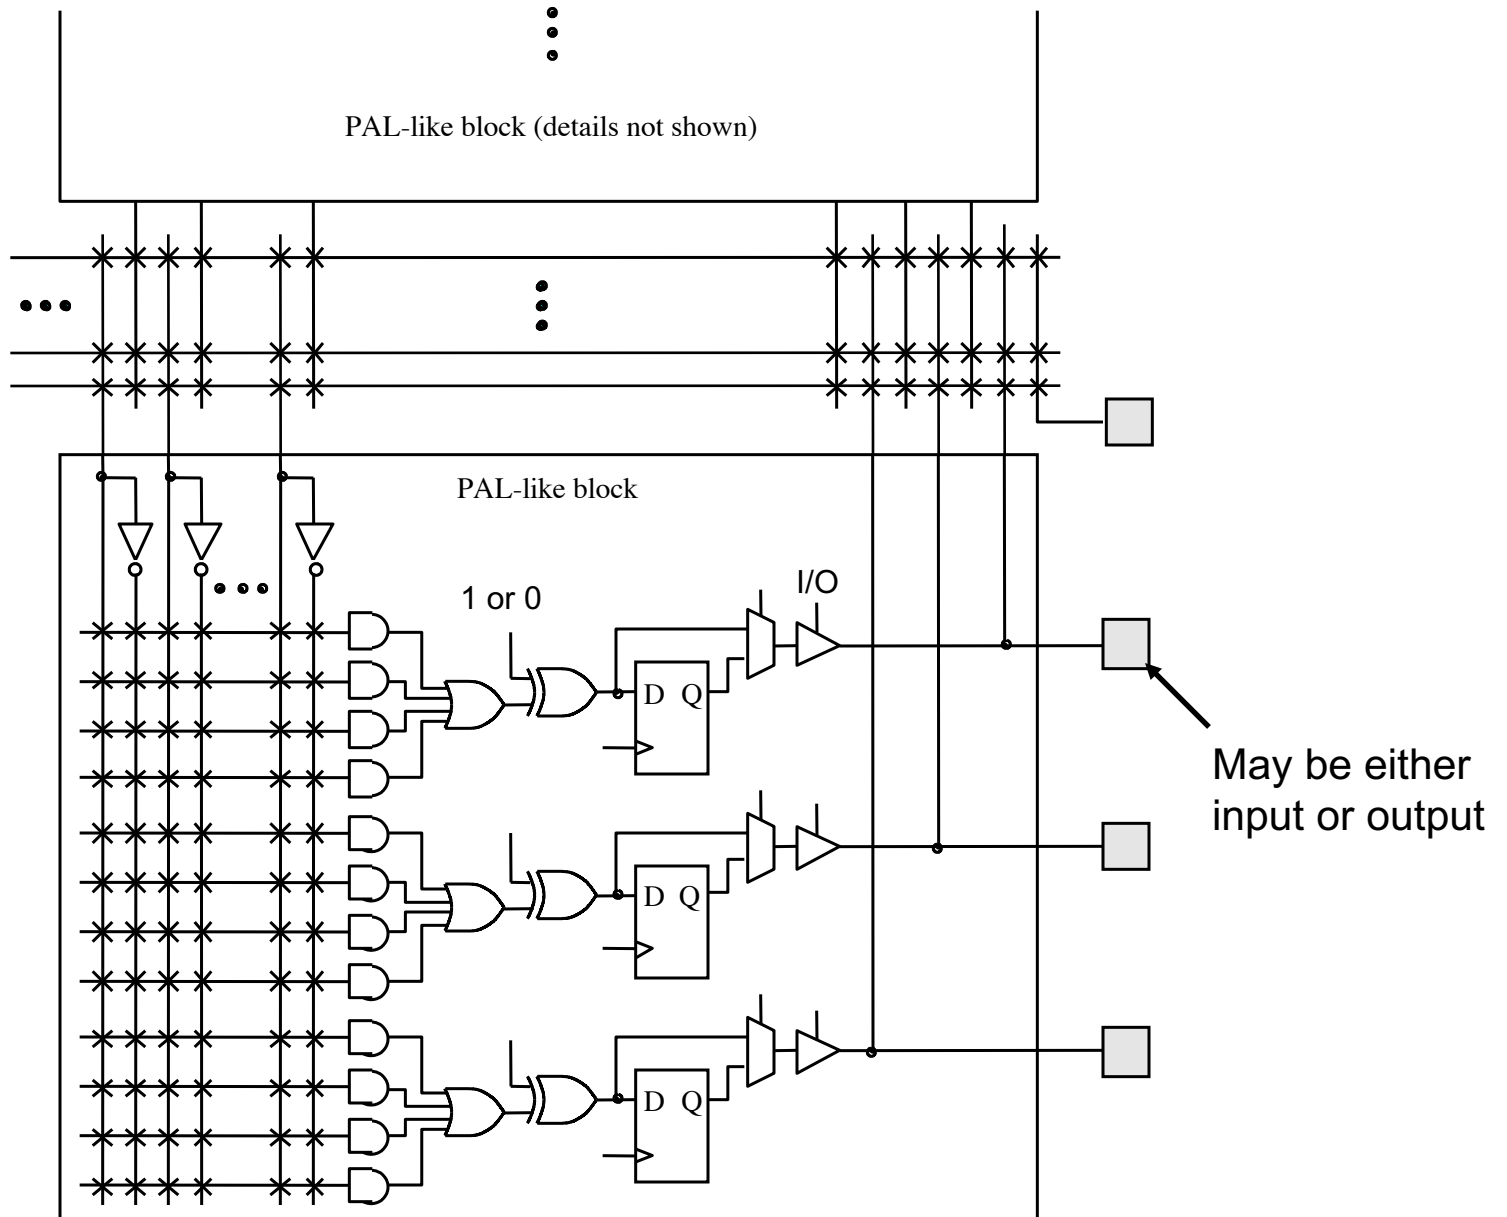 PAL-like block (details not shown)
PAL-like block
1 or 0
I/O
D Q
May be either
input or output
D Q
D Q